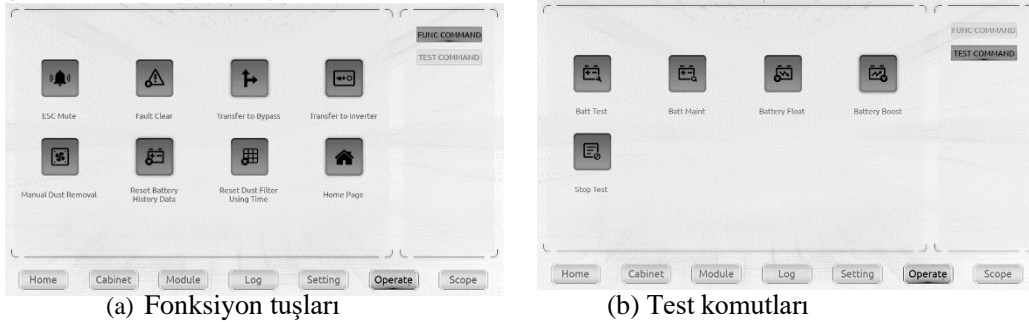 FUNC COMMAND
TEST COMMAND
ESC Mute
Fault Clear
Transfer to Bypass
Transfer to Inverter
Manual Dust Removal
Reset Battery
History Data
Reset Dust Filter
Using Time
Home Page
Home
Cabinet
Module
Log
Setting
Operate
Scope
(a) Fonksiyon tuşları
FUNC COMMAND
TEST COMMAND
Batt Test
Batt Maint
Battery Float
Battery Boost
Stop Test
Home
Cabinet
Module
Log
Setting
Operate
Scope
(b) Test komutları